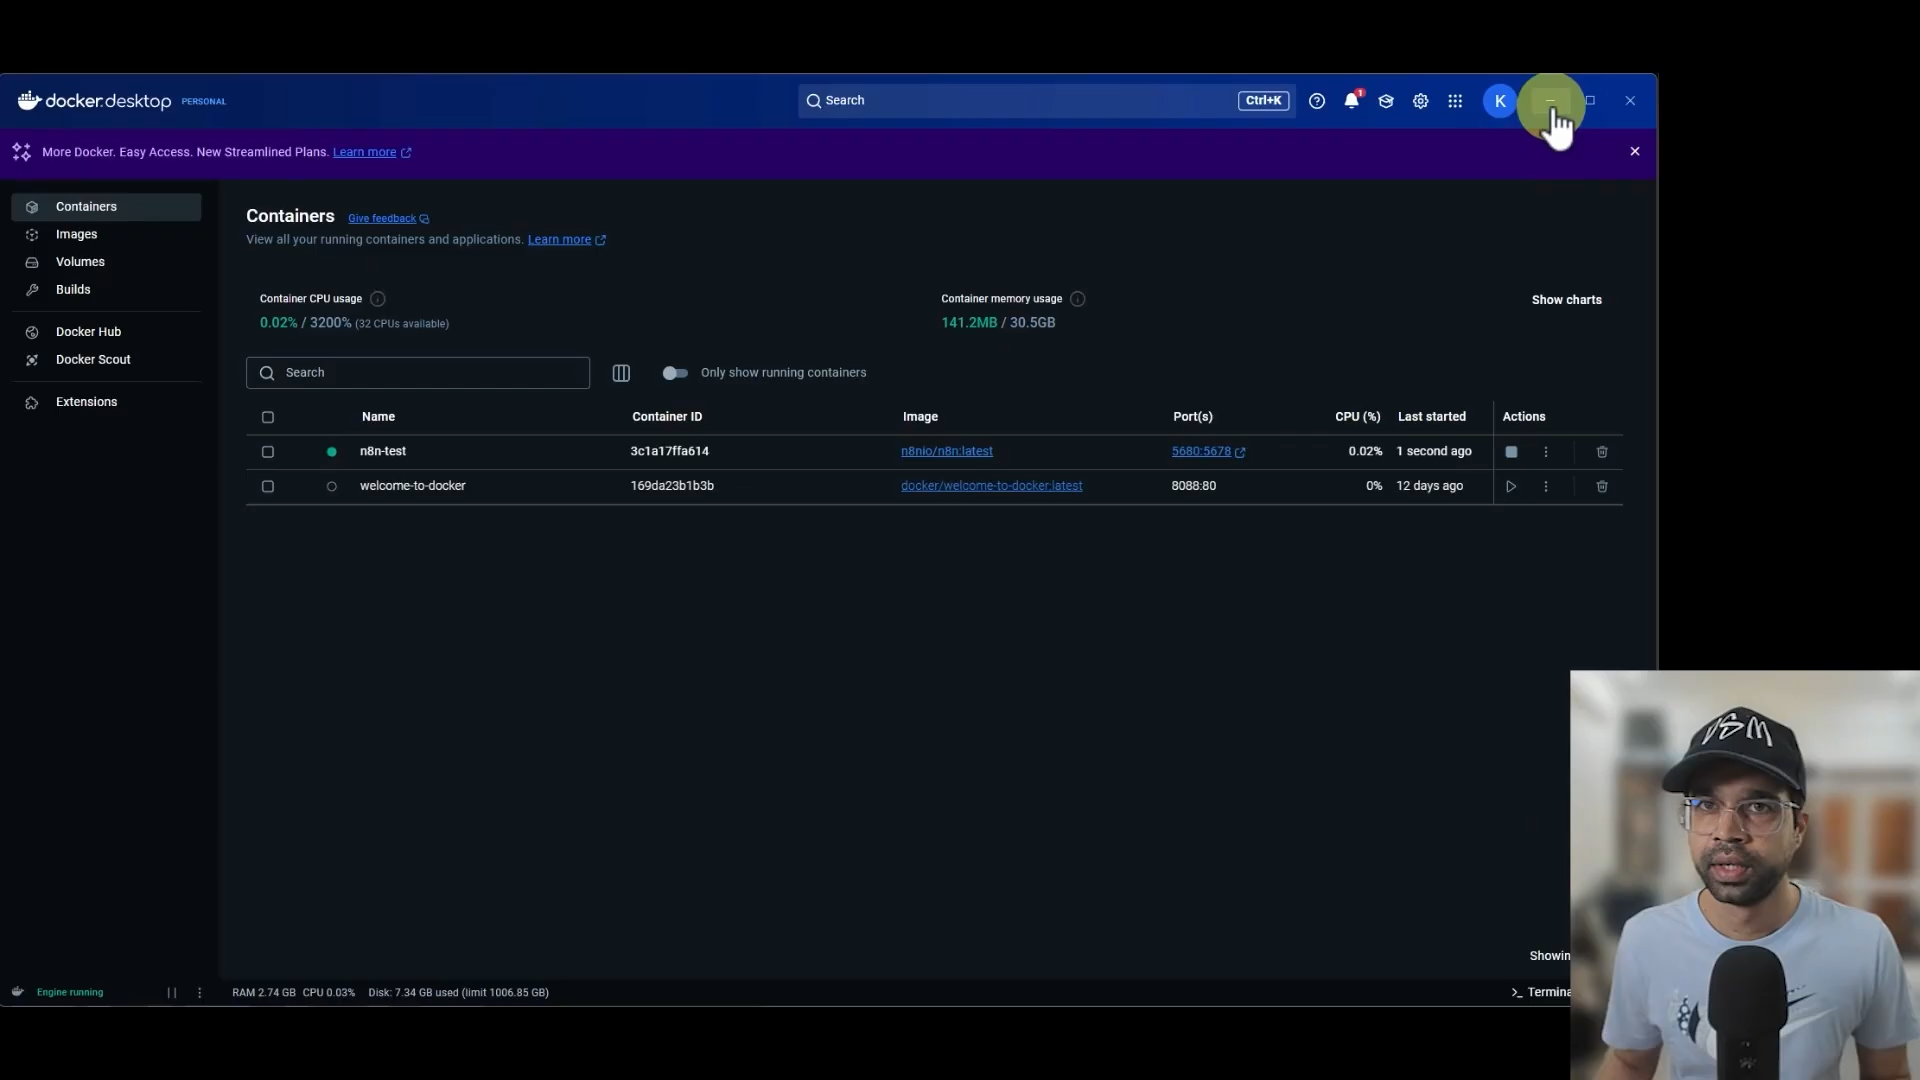 docker.desktop PERSONAL
Search
Ctrl+K
1
K
More Docker. Easy Access. New Streamlined Plans. Learn more
Containers
Images
Volumes
Builds
Docker Hub
Docker Scout
Extensions
Containers Give feedback
View all your running containers and applications. Learn more
Container CPU usage
0.02% / 3200% (32 CPUs available)
Container memory usage
141.2MB / 30.5GB
Show charts
Search
Only show running containers
Name Container ID Image Port(s) CPU (%) Last started Actions
n8n-test 3c1a17ffa614 n8nio/n8n:latest 5680:5678 0.02% 1 second ago
welcome-to-docker 169da23b1b3b docker/welcome-to-docker:latest 8088:80 0% 12 days ago
Showin
Engine running
RAM 2.74 GB CPU 0.03% Disk: 7.34 GB used (limit 1006.85 GB)
>_ Termina